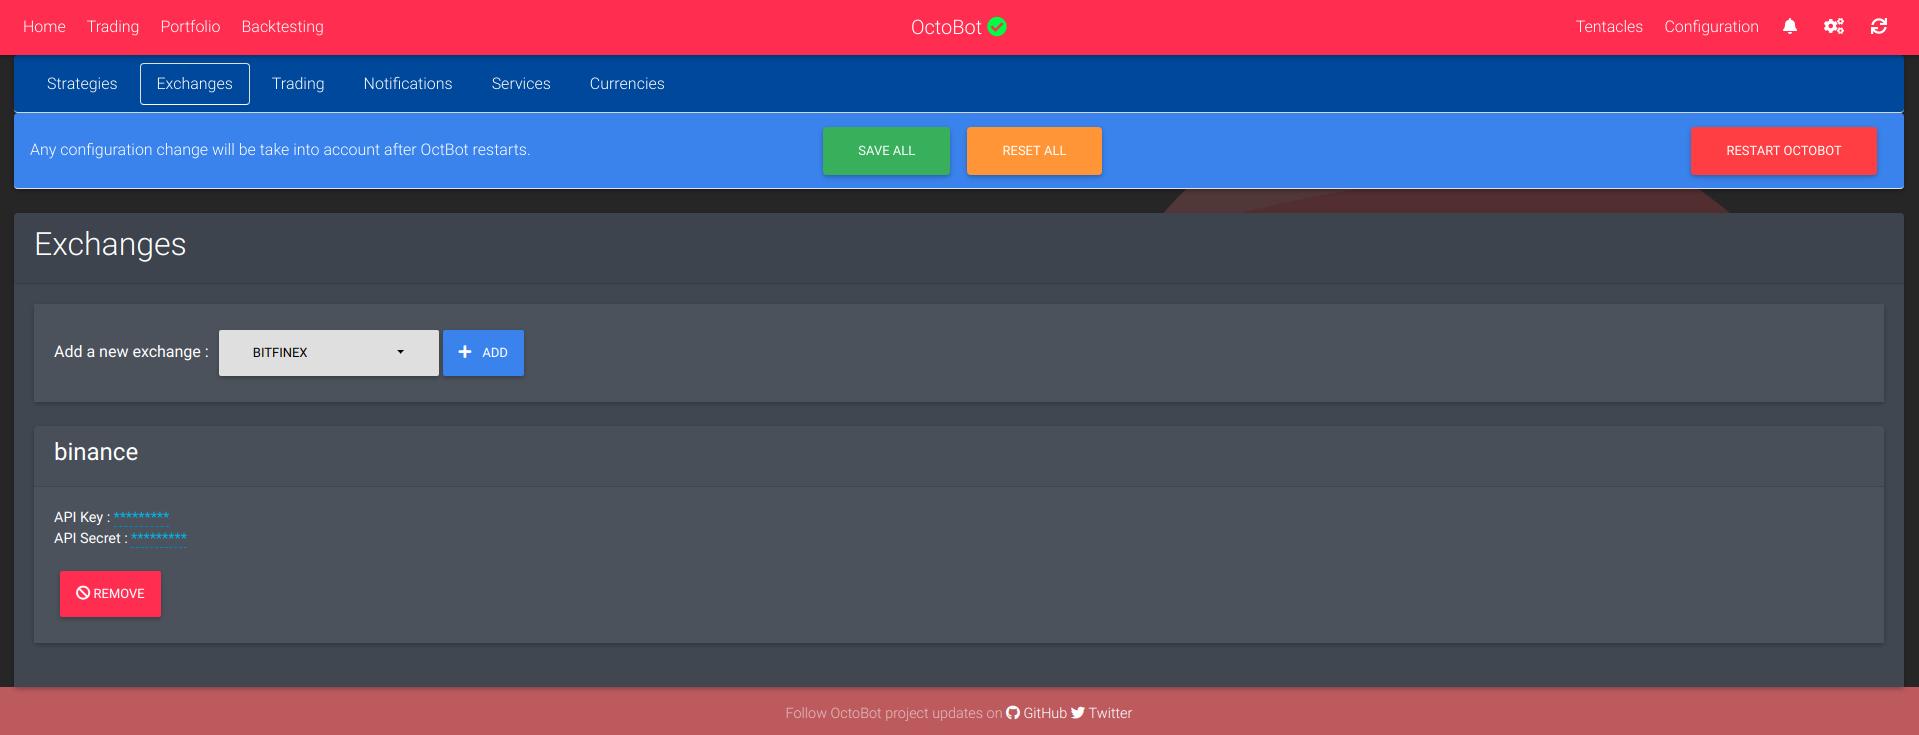 Home Trading Portfolio Backtesting OctoBot Tentacles Configuration
Strategies Exchanges Trading Notifications Services Currencies
Any configuration change will be take into account after OctBot restarts. SAVE ALL RESET ALL RESTART OCTOBOT
Exchanges
Add a new exchange : BITFINEX ADD
binance
API Key : *********
API Secret : *********
REMOVE
Follow OctoBot project updates on GitHub Twitter